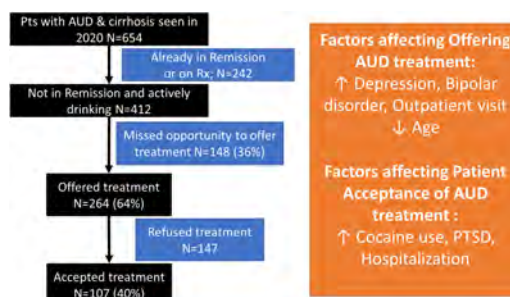 Pts with AUD & cirrhosis seen in
2020 N=654
Already in Remission
or on Rx; N=242
Not in Remission and actively
drinking N=412
Missed opportunity to offer
treatment N=148 (36%)
Offered treatment
N=264 (64%)
Refused treatment
N=147
Accepted treatment
N=107 (40%)
Factors affecting Offering
AUD treatment:
↑ Depression, Bipolar
disorder, Outpatient visit
↓ Age
Factors affecting Patient
Acceptance of AUD
treatment :
↑ Cocaine use, PTSD,
Hospitalization